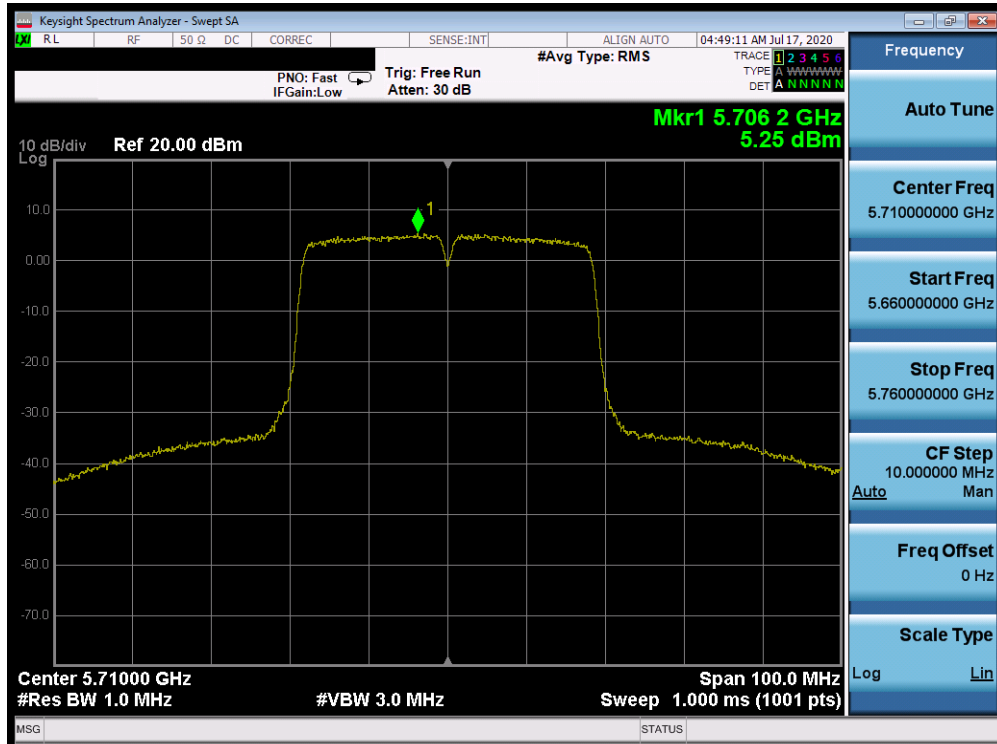 Keysight Spectrum Analyzer - Swept SA
LXI RL RF 50 Ω DC CORREC SENSE:INT ALIGN AUTO 04:49:11 AM Jul 17, 2020
#Avg Type: RMS TRACE 1 2 3 4 5 6
PNO: Fast Trig: Free Run TYPE A WWWWW
IFGain:Low Atten: 30 dB DET A N N N N N
Mkr1 5.706 2 GHz
5.25 dBm
10 dB/div Ref 20.00 dBm
Log
1
10.0
0.00
-10.0
-20.0
-30.0
-40.0
-50.0
-60.0
-70.0
Center 5.71000 GHz Span 100.0 MHz
#Res BW 1.0 MHz #VBW 3.0 MHz Sweep 1.000 ms (1001 pts)
MSG STATUS
Frequency
Auto Tune
Center Freq
5.710000000 GHz
Start Freq
5.660000000 GHz
Stop Freq
5.760000000 GHz
CF Step
10.000000 MHz
Auto Man
Freq Offset
0 Hz
Scale Type
Log Lin